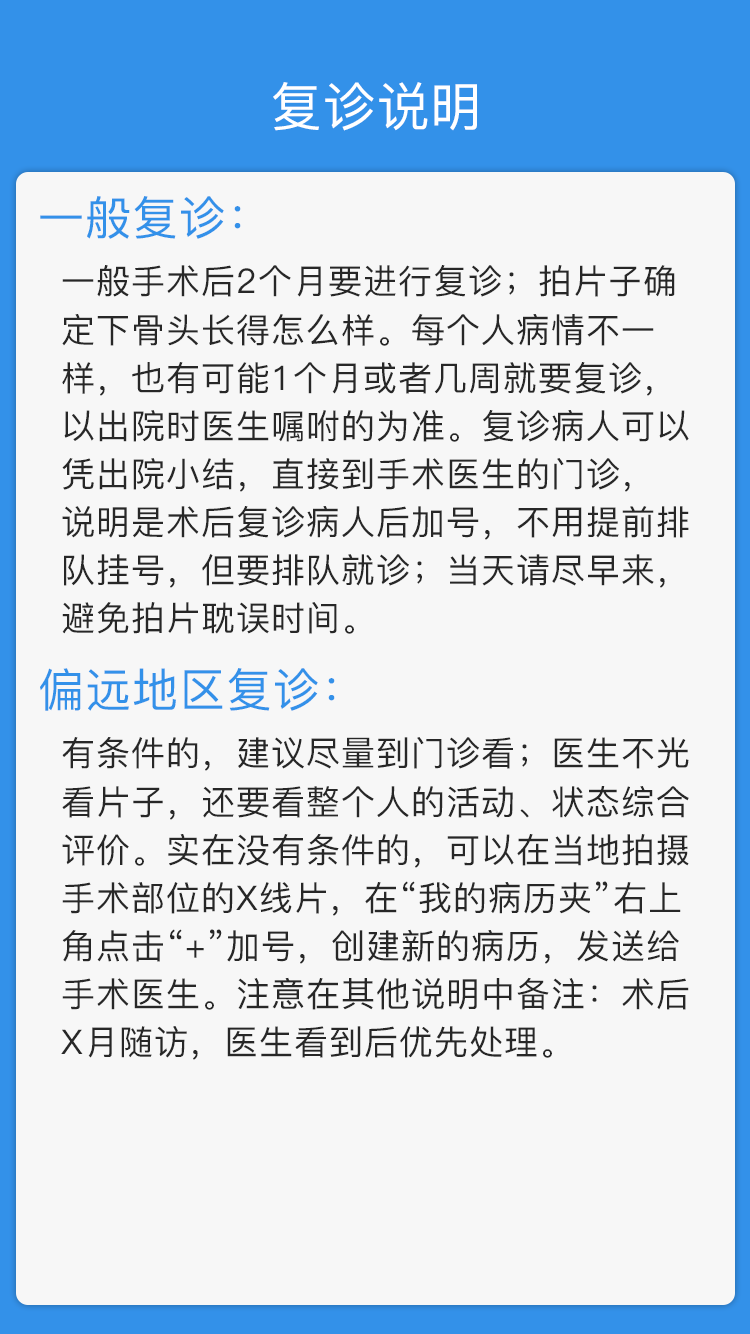 复诊说明
一般复诊：
一般手术后2个月要进行复诊；拍片子确
定下骨头长得怎么样。每个人病情不一
样，也有可能1个月或者几周就要复诊，
以出院时医生嘱咐的为准。复诊病人可以
凭出院小结，直接到手术医生的门诊，
说明是术后复诊病人后加号，不用提前排
队挂号，但要排队就诊；当天请尽早来，
避免拍片耽误时间。
偏远地区复诊：
有条件的，建议尽量到门诊看；医生不光
看片子，还要看整个人的活动、状态综合
评价。实在没有条件的，可以在当地拍摄
手术部位的X线片，在“我的病历夹”右上
角点击“+”加号，创建新的病历，发送给
手术医生。注意在其他说明中备注：术后
X月随访，医生看到后优先处理。